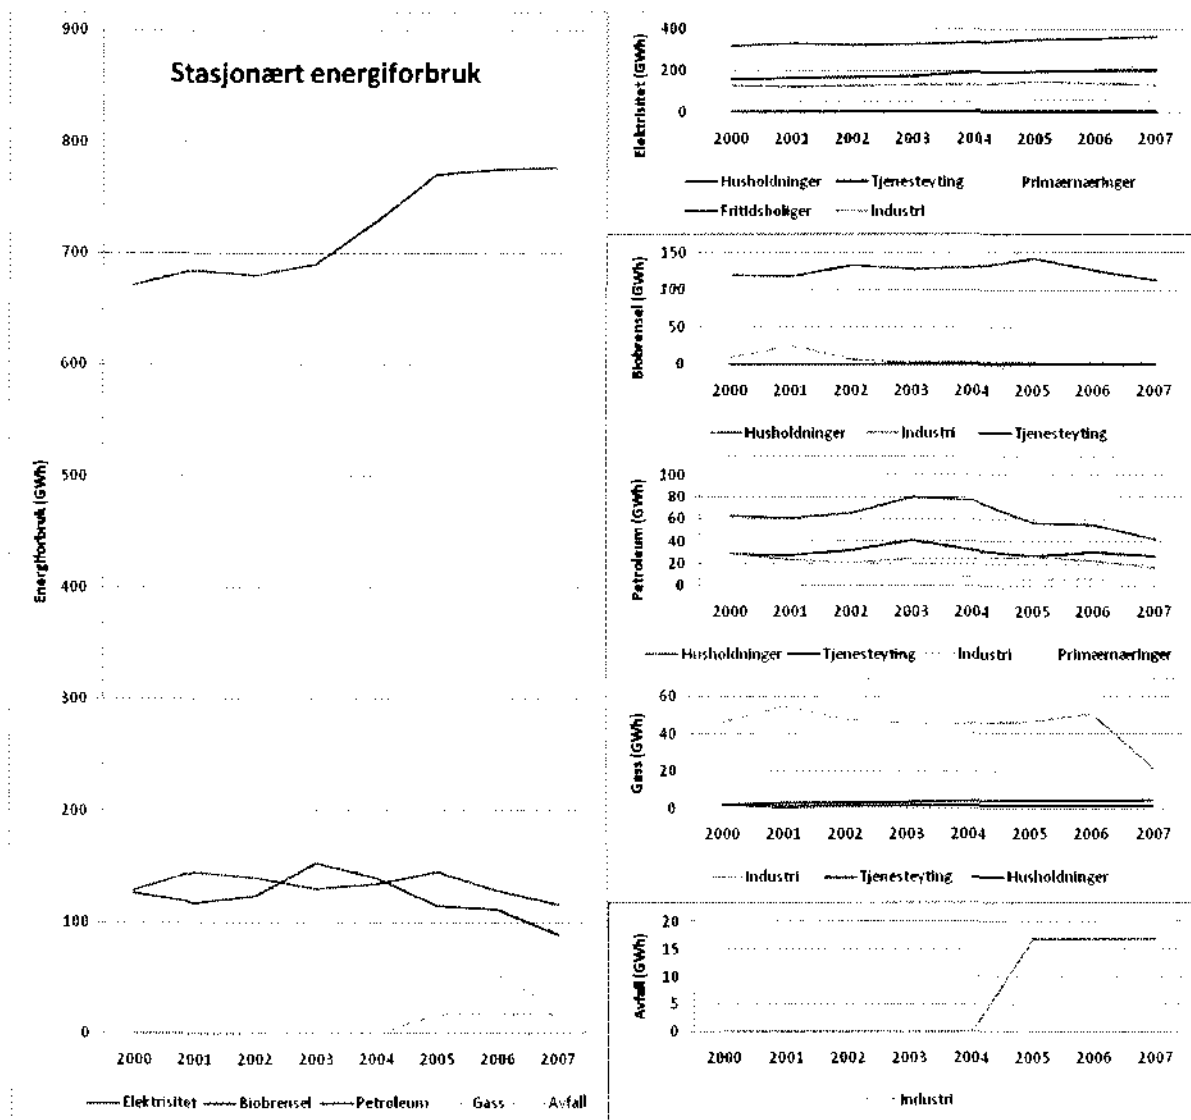 Stasjonært energiforbruk
Energiforbruk (GWh)
900
800
700
600
500
400
300
200
100
0
2000 2001 2002 2003 2004 2005 2006 2007
Elektrisitet Biobrensel Petroleum Gass Avfall
Elektrisitet (GWh)
400
200
0
2000 2001 2002 2003 2004 2005 2006 2007
Husholdninger Tjenesteyting Primærnæringer
Fritidsboliger Industri
Biobrensel (GWh)
150
100
50
0
2000 2001 2002 2003 2004 2005 2006 2007
Husholdninger Industri Tjenesteyting
Petroleum (GWh)
100
80
60
40
20
0
2000 2001 2002 2003 2004 2005 2006 2007
Husholdninger Tjenesteyting Industri Primærnæringer
Gass (GWh)
60
40
20
0
2000 2001 2002 2003 2004 2005 2006 2007
Industri Tjenesteyting Husholdninger
Avfall (GWh)
20
15
10
5
0
2000 2001 2002 2003 2004 2005 2006 2007
Industri